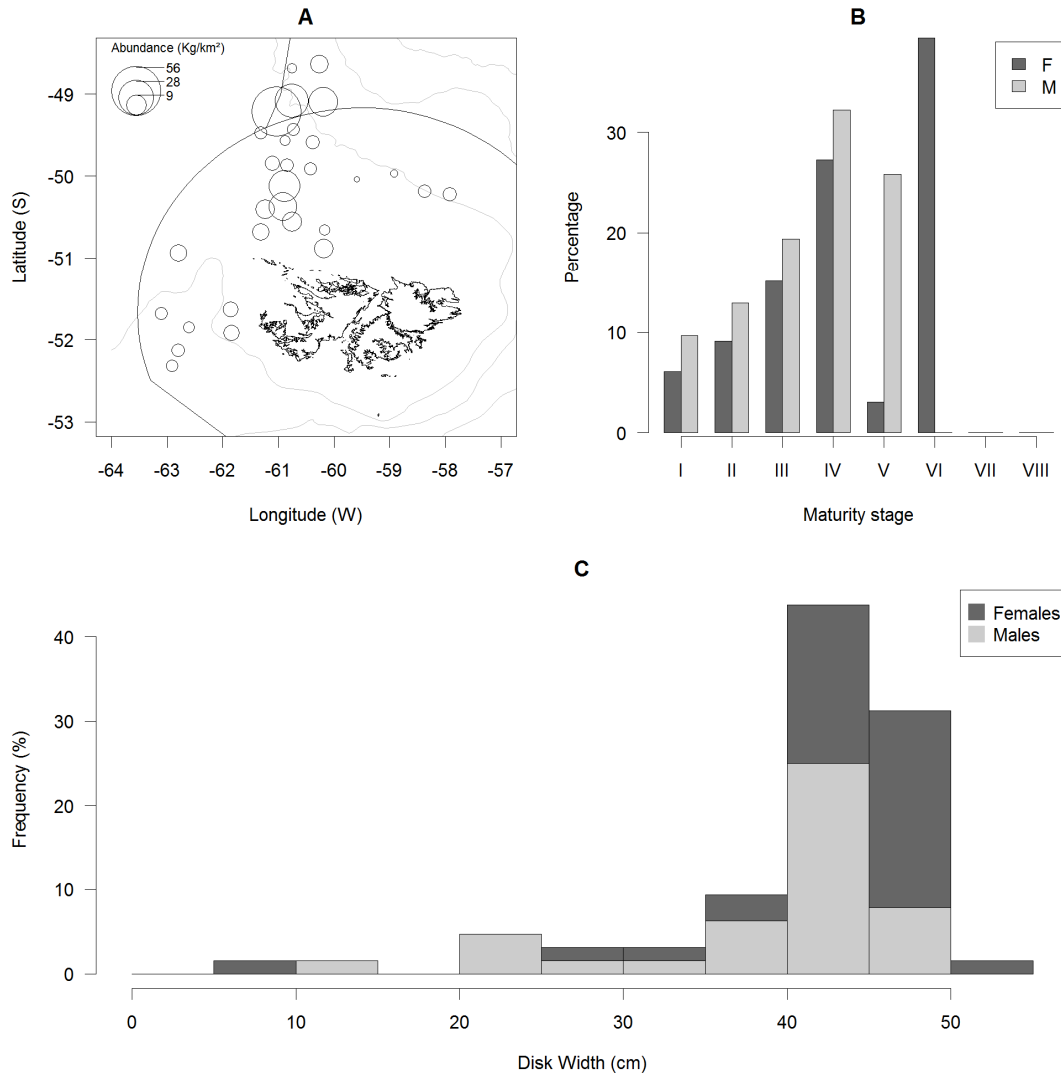 A
Abundance (Kg/km²)
56
28
9
-49
-50
-51
-52
-53
Latitude (S)
-64 -63 -62 -61 -60 -59 -58 -57
Longitude (W)
B
F
M
30
20
10
0
Percentage
I II III IV V VI VII VIII
Maturity stage
C
Females
Males
40
30
20
10
0
Frequency (%)
0 10 20 30 40 50
Disk Width (cm)